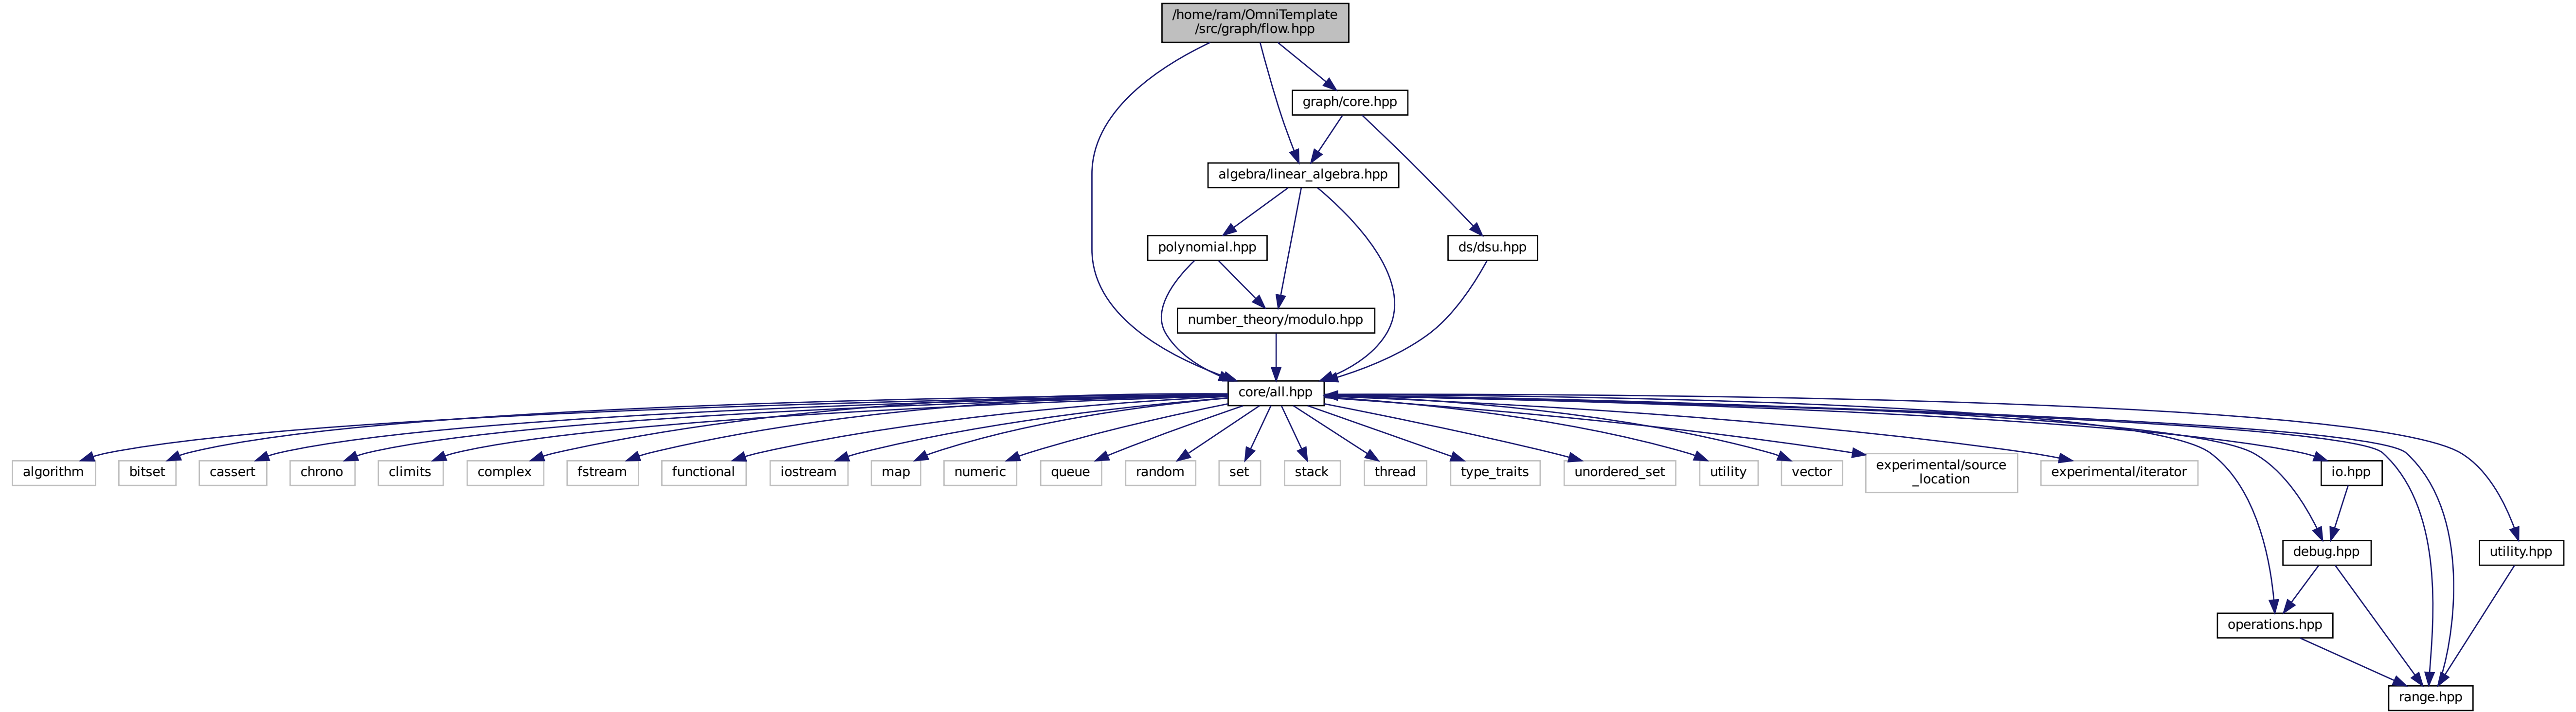 /home/ram/OmniTemplate
/src/graph/flow.hpp
graph/core.hpp
algebra/linear_algebra.hpp
polynomial.hpp
ds/dsu.hpp
number_theory/modulo.hpp
core/all.hpp
algorithm
bitset
cassert
chrono
climits
complex
fstream
functional
iostream
map
numeric
queue
random
set
stack
thread
type_traits
unordered_set
utility
vector
experimental/source
_location
experimental/iterator
io.hpp
debug.hpp
utility.hpp
operations.hpp
range.hpp